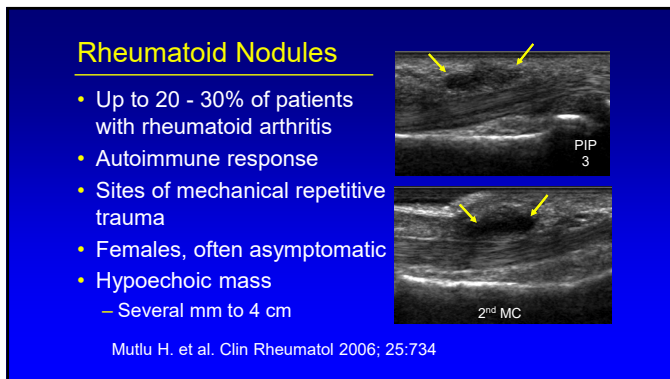 Rheumatoid Nodules
• Up to 20 - 30% of patients
with rheumatoid arthritis
• Autoimmune response
• Sites of mechanical repetitive
trauma
• Females, often asymptomatic
• Hypoechoic mass
– Several mm to 4 cm
Mutlu H. et al. Clin Rheumatol 2006; 25:734
PIP
3
2nd MC